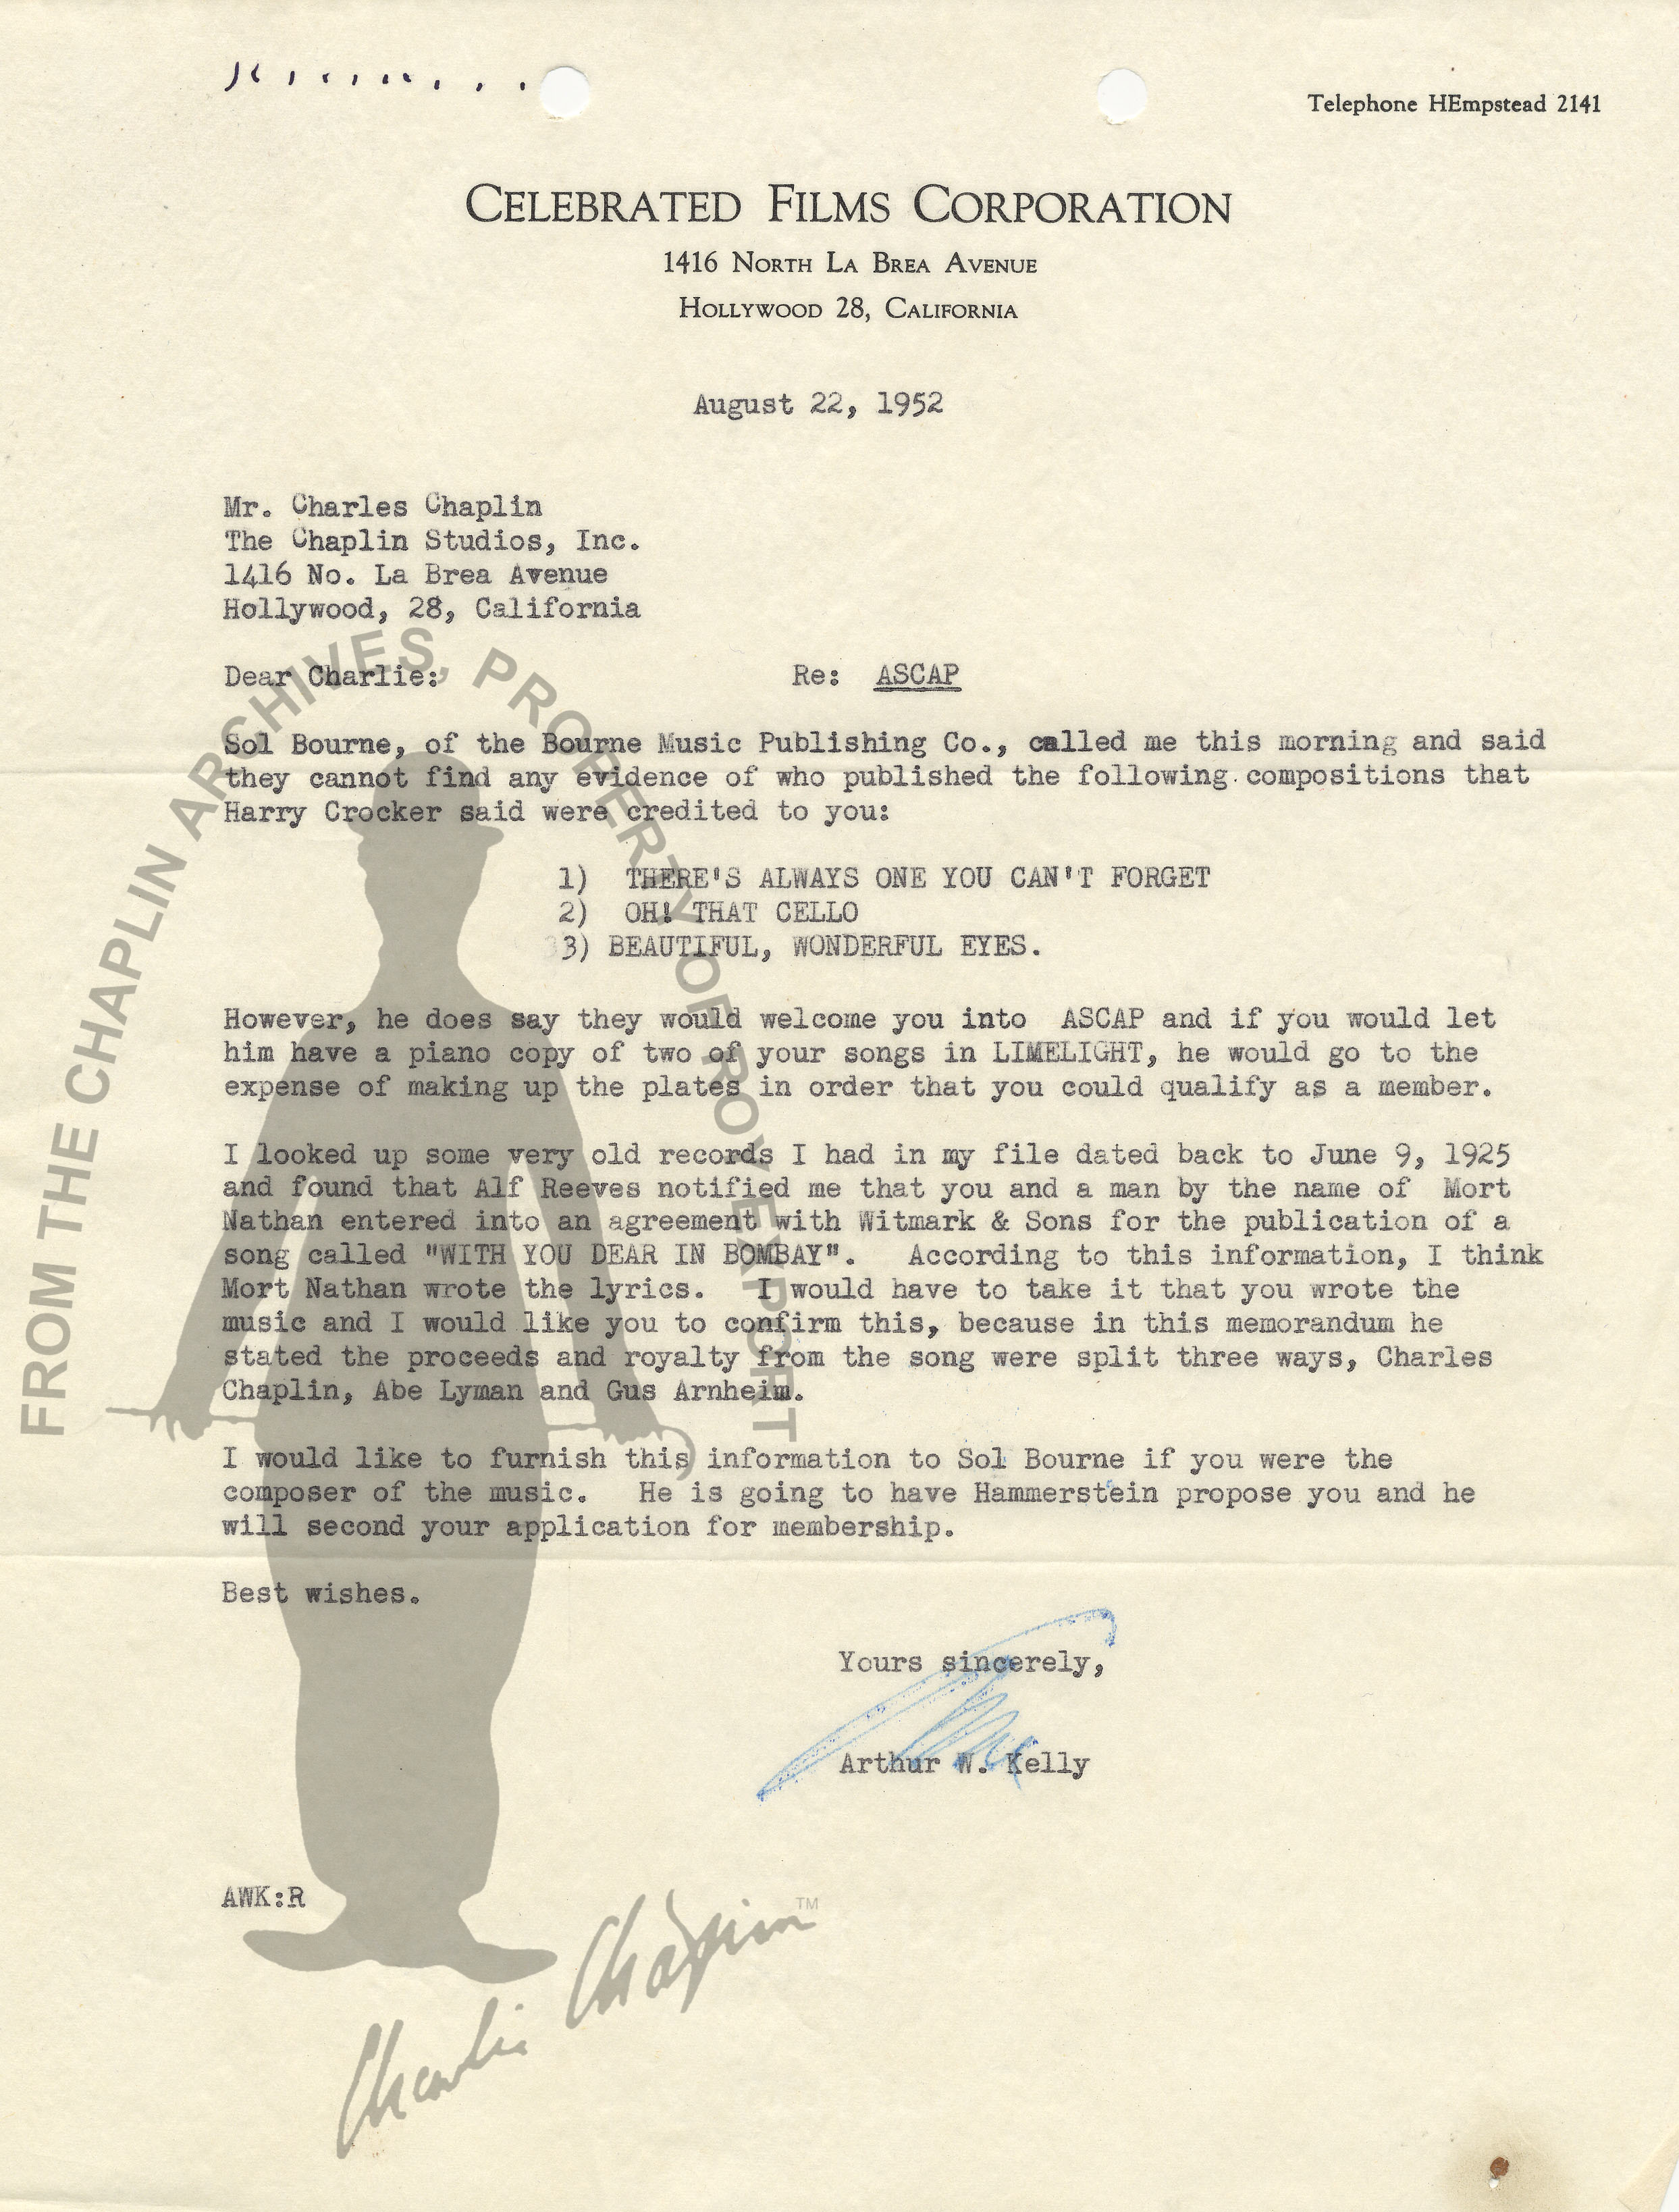 Telephone HEmpstead 2141
CELEBRATED FILMS CORPORATION
1416 NORTH LA BREA AVENUE
HOLLYWOOD 28, CALIFORNIA
August 22, 1952
Mr. Charles Chaplin
The Chaplin Studios, Inc.
1416 No. La Brea Avenue
Hollywood, 28, California
Dear Charlie: Re: ASCAP
Sol Bourne, of the Bourne Music Publishing Co., called me this morning and said
they cannot find any evidence of who published the following compositions that
Harry Crocker said were credited to you:
1) THERE'S ALWAYS ONE YOU CAN'T FORGET
2) OH! THAT CELLO
3) BEAUTIFUL, WONDERFUL EYES.
However, he does say they would welcome you into ASCAP and if you would let
him have a piano copy of two of your songs in LIMELIGHT, he would go to the
expense of making up the plates in order that you could qualify as a member.
I looked up some very old records I had in my file dated back to June 9, 1925
and found that Alf Reeves notified me that you and a man by the name of Mort
Nathan entered into an agreement with Witmark & Sons for the publication of a
song called "WITH YOU DEAR IN BOMBAY". According to this information, I think
Mort Nathan wrote the lyrics. I would have to take it that you wrote the
music and I would like you to confirm this, because in this memorandum he
stated the proceeds and royalty from the song were split three ways, Charles
Chaplin, Abe Lyman and Gus Arnheim.
I would like to furnish this information to Sol Bourne if you were the
composer of the music. He is going to have Hammerstein propose you and he
will second your application for membership.
Best wishes.
Yours sincerely,
Arthur W. Kelly
AWK:R
FROM THE CHAPLIN ARCHIVES, PROPERTY OF ROY EXPORT
Charlie Chaplin™